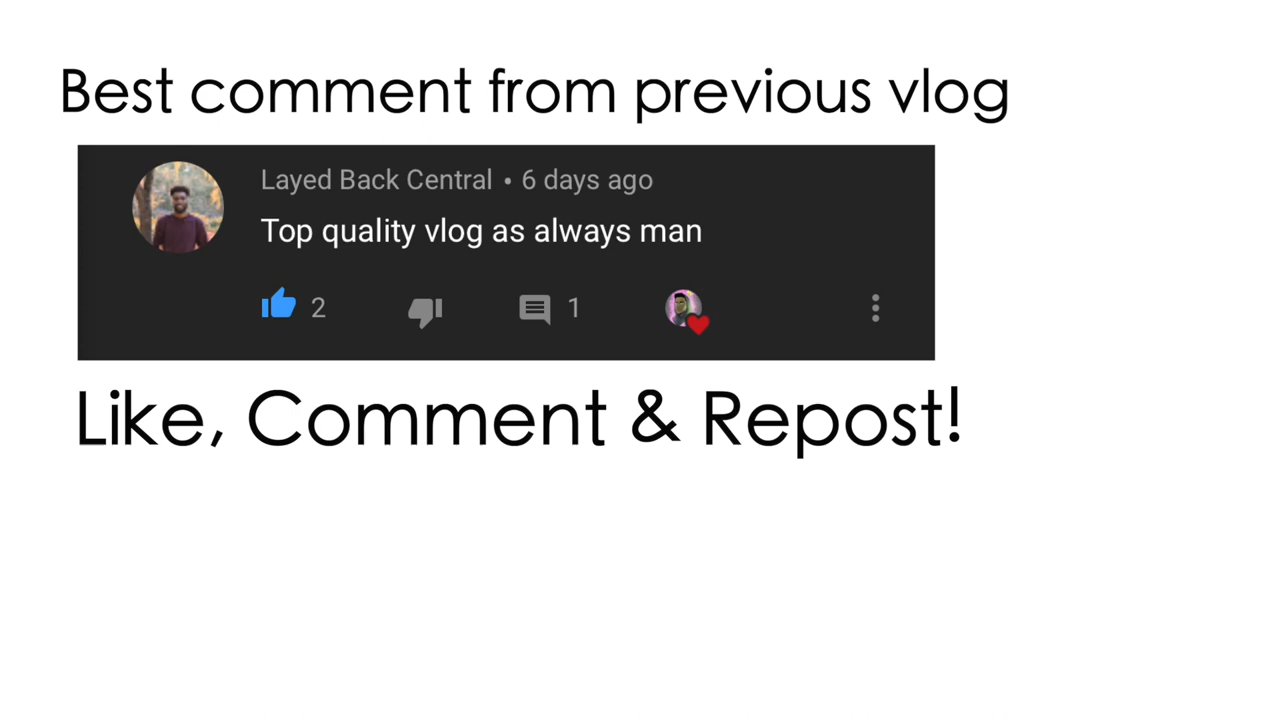 Best comment from previous vlog
Layed Back Central • 6 days ago
Top quality vlog as always man
2 1
Like, Comment & Repost!